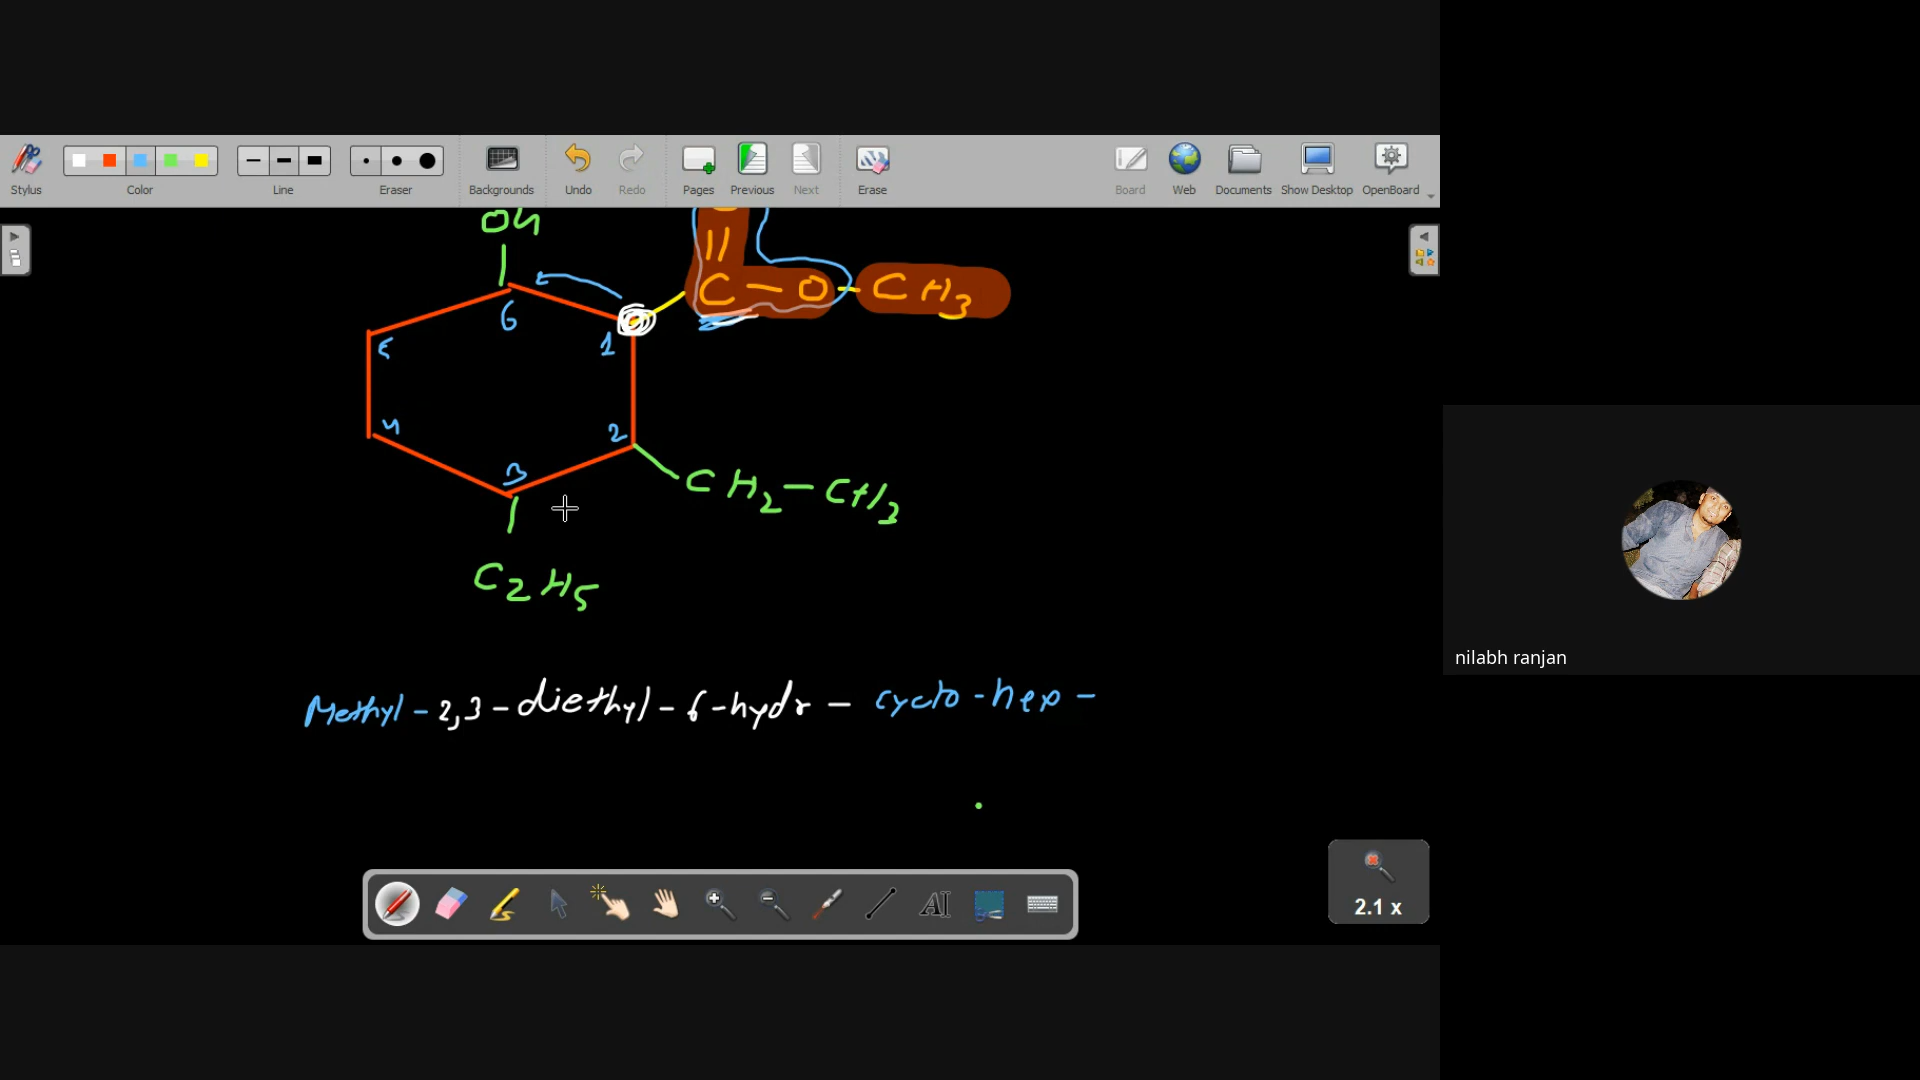 Stylus Color Line Eraser Backgrounds Undo Redo Pages Previous Next Erase Board Web Documents Show Desktop OpenBoard
OH
C – O – CH3
6
1
5
4
2
3
CH2 – CH3
C2H5
nilabh ranjan
Methyl – 2,3 – diethyl – 6 – hydr – cyclo - hex –
2.1 x